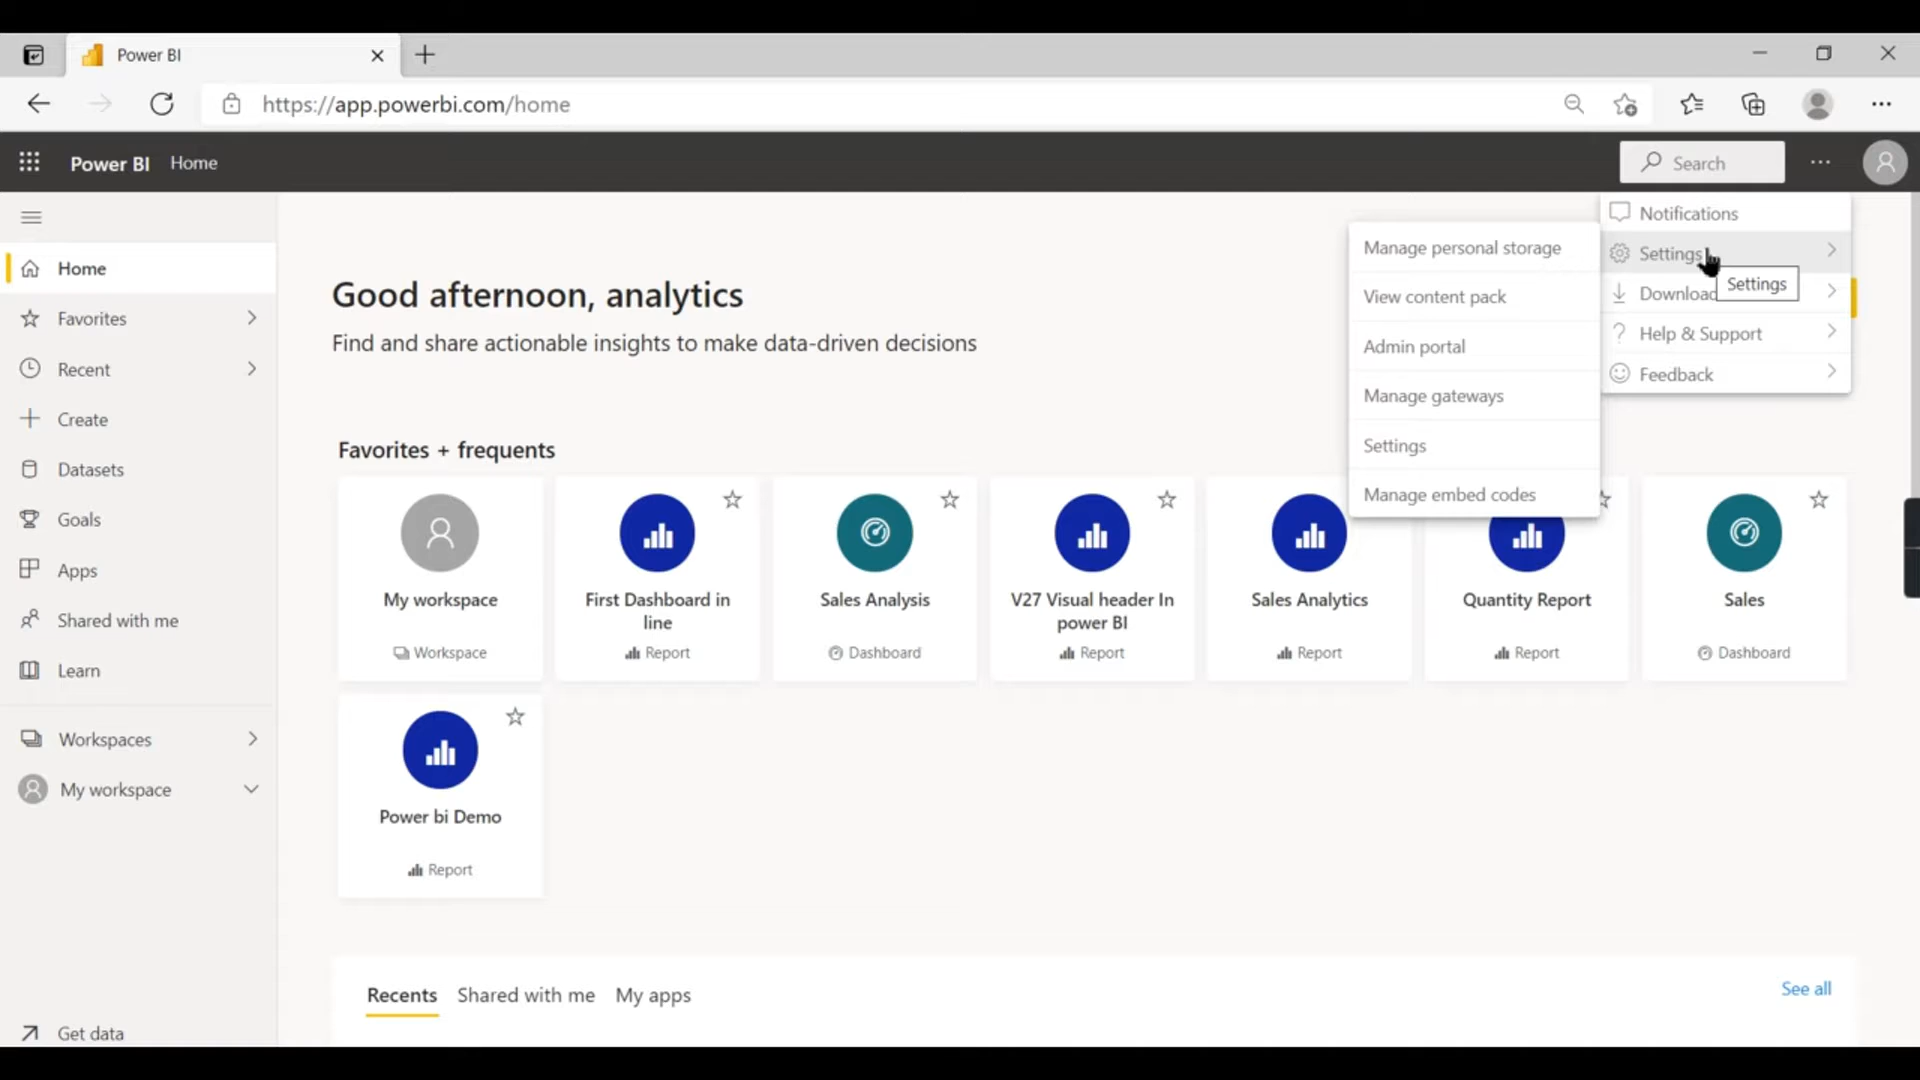 Power BI
https://app.powerbi.com/home
Power BI Home
Search
Notifications
Settings
Settings
Download
Help & Support
Feedback
Manage personal storage
View content pack
Admin portal
Manage gateways
Settings
Manage embed codes
Home
Favorites
Recent
Create
Datasets
Goals
Apps
Shared with me
Learn
Workspaces
My workspace
Get data
Good afternoon, analytics
Find and share actionable insights to make data-driven decisions
Favorites + frequents
My workspace
Workspace
First Dashboard in
line
Report
Sales Analysis
Dashboard
V27 Visual header In
power BI
Report
Sales Analytics
Report
Quantity Report
Report
Sales
Dashboard
Power bi Demo
Report
Recents Shared with me My apps
See all